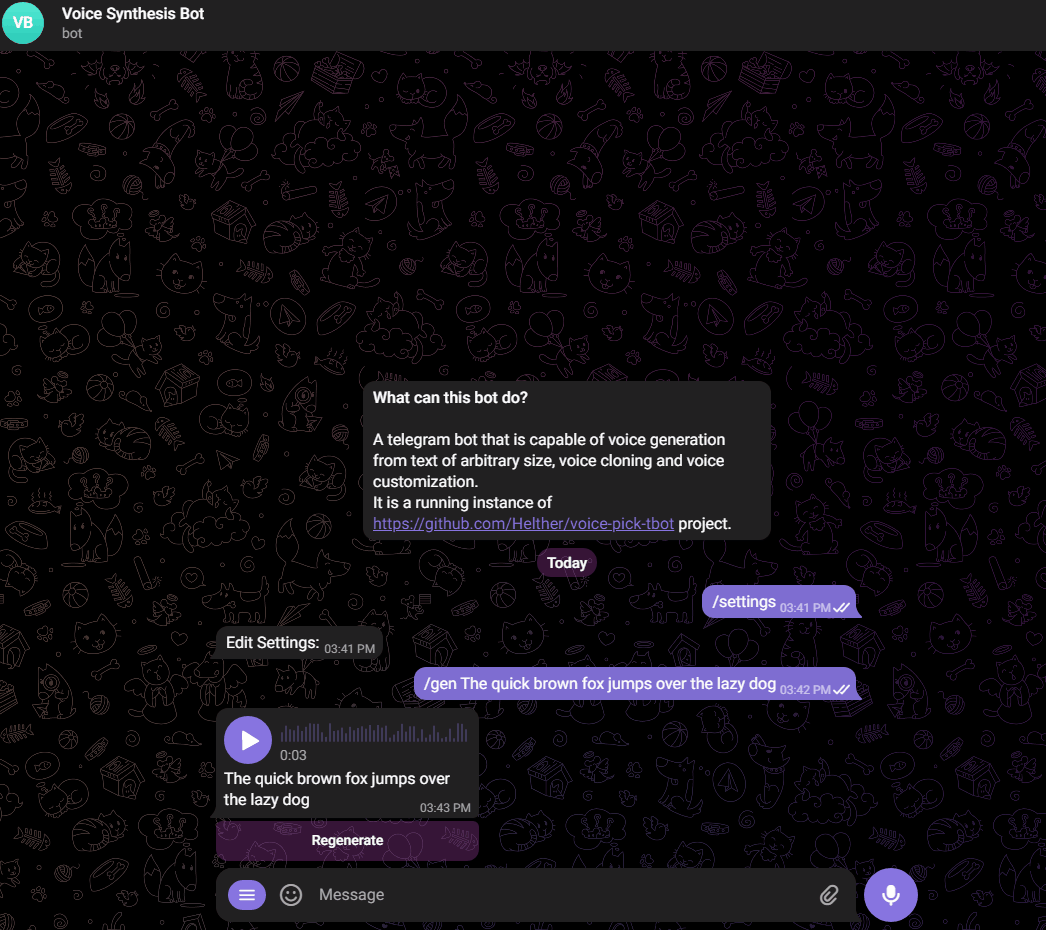 VB
Voice Synthesis Bot
bot
What can this bot do?
A telegram bot that is capable of voice generation
from text of arbitrary size, voice cloning and voice
customization.
It is a running instance of
https://github.com/Helther/voice-pick-tbot project.
Today
/settings 03:41 PM
Edit Settings: 03:41 PM
/gen The quick brown fox jumps over the lazy dog 03:42 PM
0:03
The quick brown fox jumps over
the lazy dog 03:43 PM
Regenerate
Message